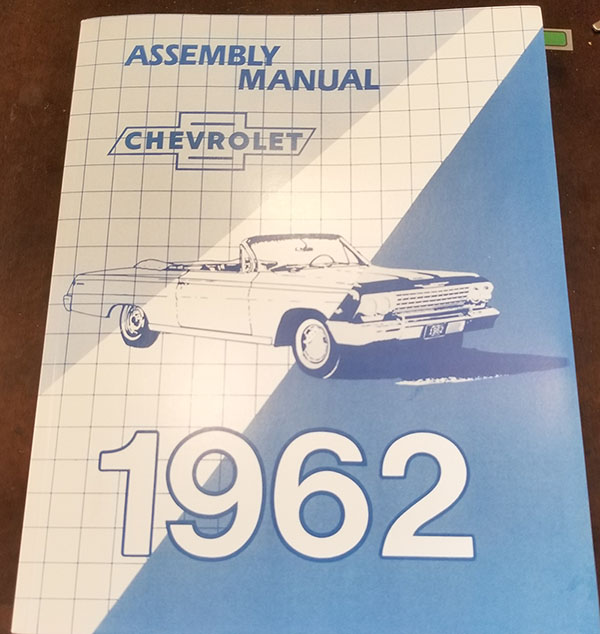 ASSEMBLY
MANUAL
CHEVROLET
1962